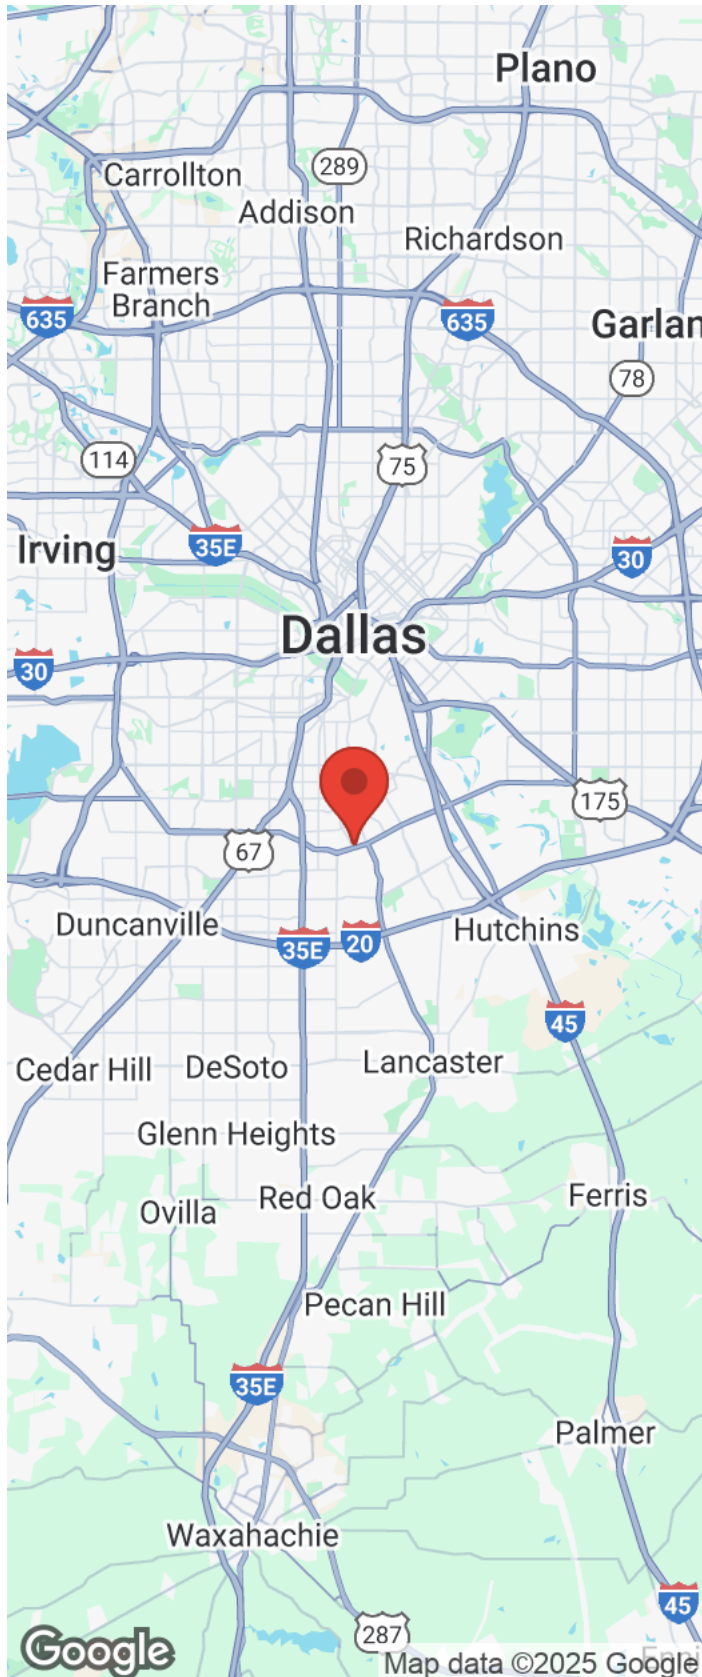 Plano
Carrollton
289
Addison
Richardson
Farmers
Branch
635
635
Garlan
78
114
75
Irving
35E
30
Dallas
30
175
67
Duncanville
35E
20
Hutchins
45
Cedar Hill
DeSoto
Lancaster
Glenn Heights
Red Oak
Ferris
Ovilla
Pecan Hill
35E
Palmer
Waxahachie
45
287
Google
Map data ©2025 Google